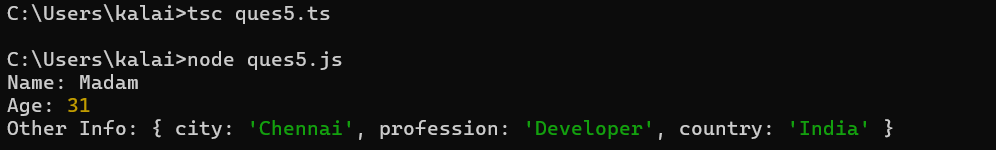 C:\Users\kalai>tsc ques5.ts
C:\Users\kalai>node ques5.js
Name: Madam
Age: 31
Other Info: { city: 'Chennai', profession: 'Developer', country: 'India' }